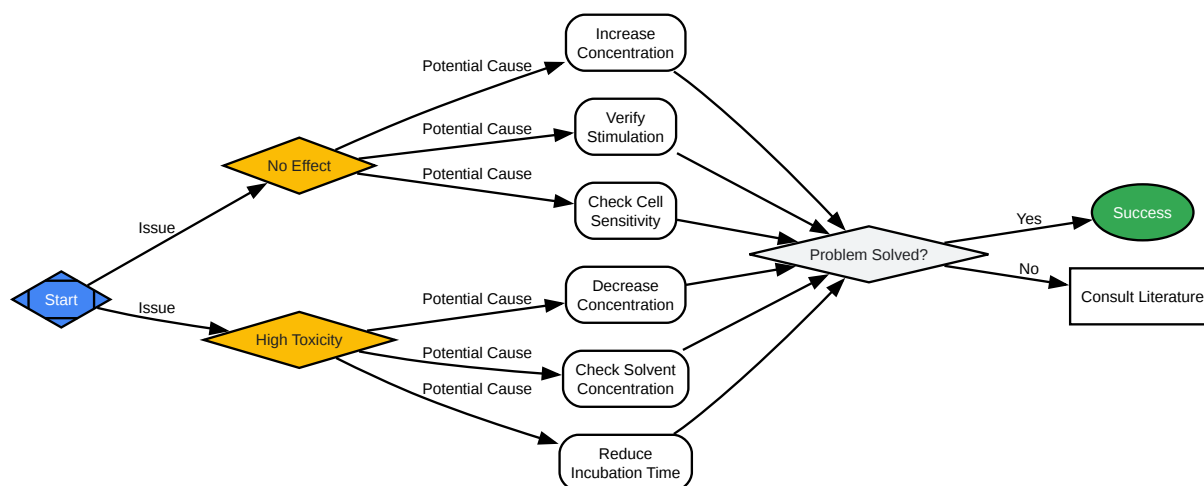 Start
Issue
Issue
No Effect
High Toxicity
Potential Cause
Potential Cause
Potential Cause
Potential Cause
Potential Cause
Potential Cause
Increase
Concentration
Verify
Stimulation
Check Cell
Sensitivity
Decrease
Concentration
Check Solvent
Concentration
Reduce
Incubation Time
Problem Solved?
Yes
No
Success
Consult Literature